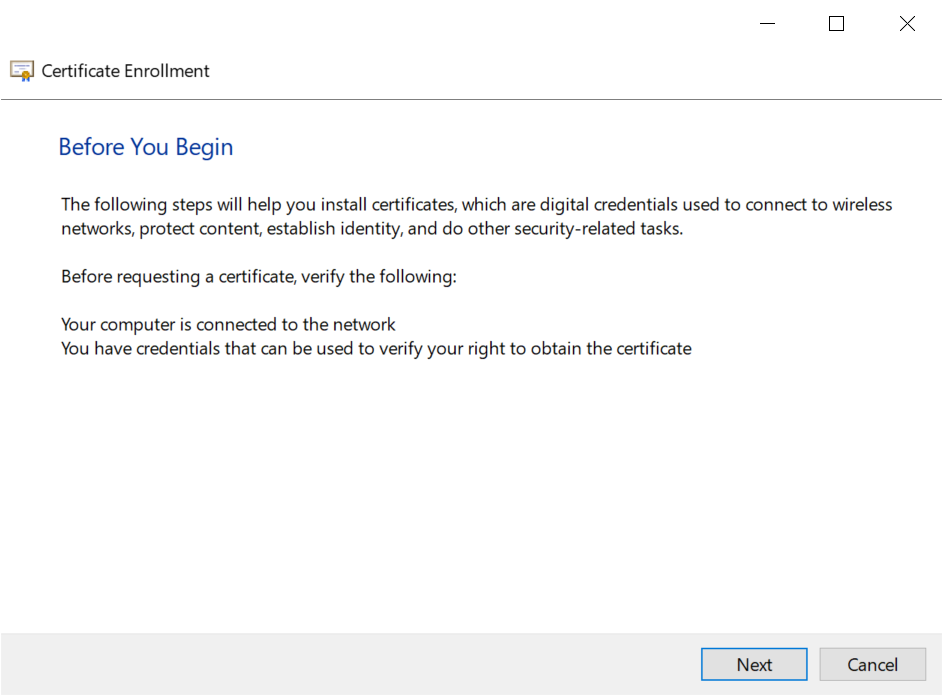 Certificate Enrollment
Before You Begin
The following steps will help you install certificates, which are digital credentials used to connect to wireless
networks, protect content, establish identity, and do other security-related tasks.
Before requesting a certificate, verify the following:
Your computer is connected to the network
You have credentials that can be used to verify your right to obtain the certificate
Next
Cancel